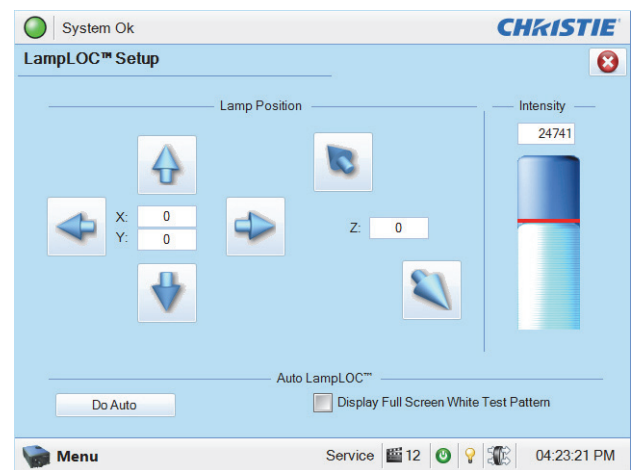 System Ok
CHRISTIE
LampLOC™ Setup
Lamp Position
Intensity
24741
X: 0
Y: 0
Z: 0
Auto LampLOC™
Do Auto
Display Full Screen White Test Pattern
Menu
Service
12
04:23:21 PM